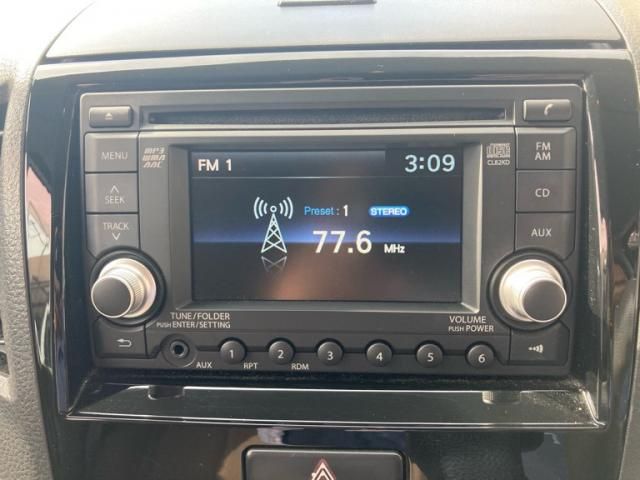 MENU
MP3
WMA
AAC
FM 1
3:09
CL82KD
FM
AM
SEEK
Preset : 1
STEREO
CD
TRACK
77.6 MHz
AUX
TUNE/FOLDER
PUSH ENTER/SETTING
VOLUME
PUSH POWER
AUX
1
RPT
2
RDM
3
4
5
6